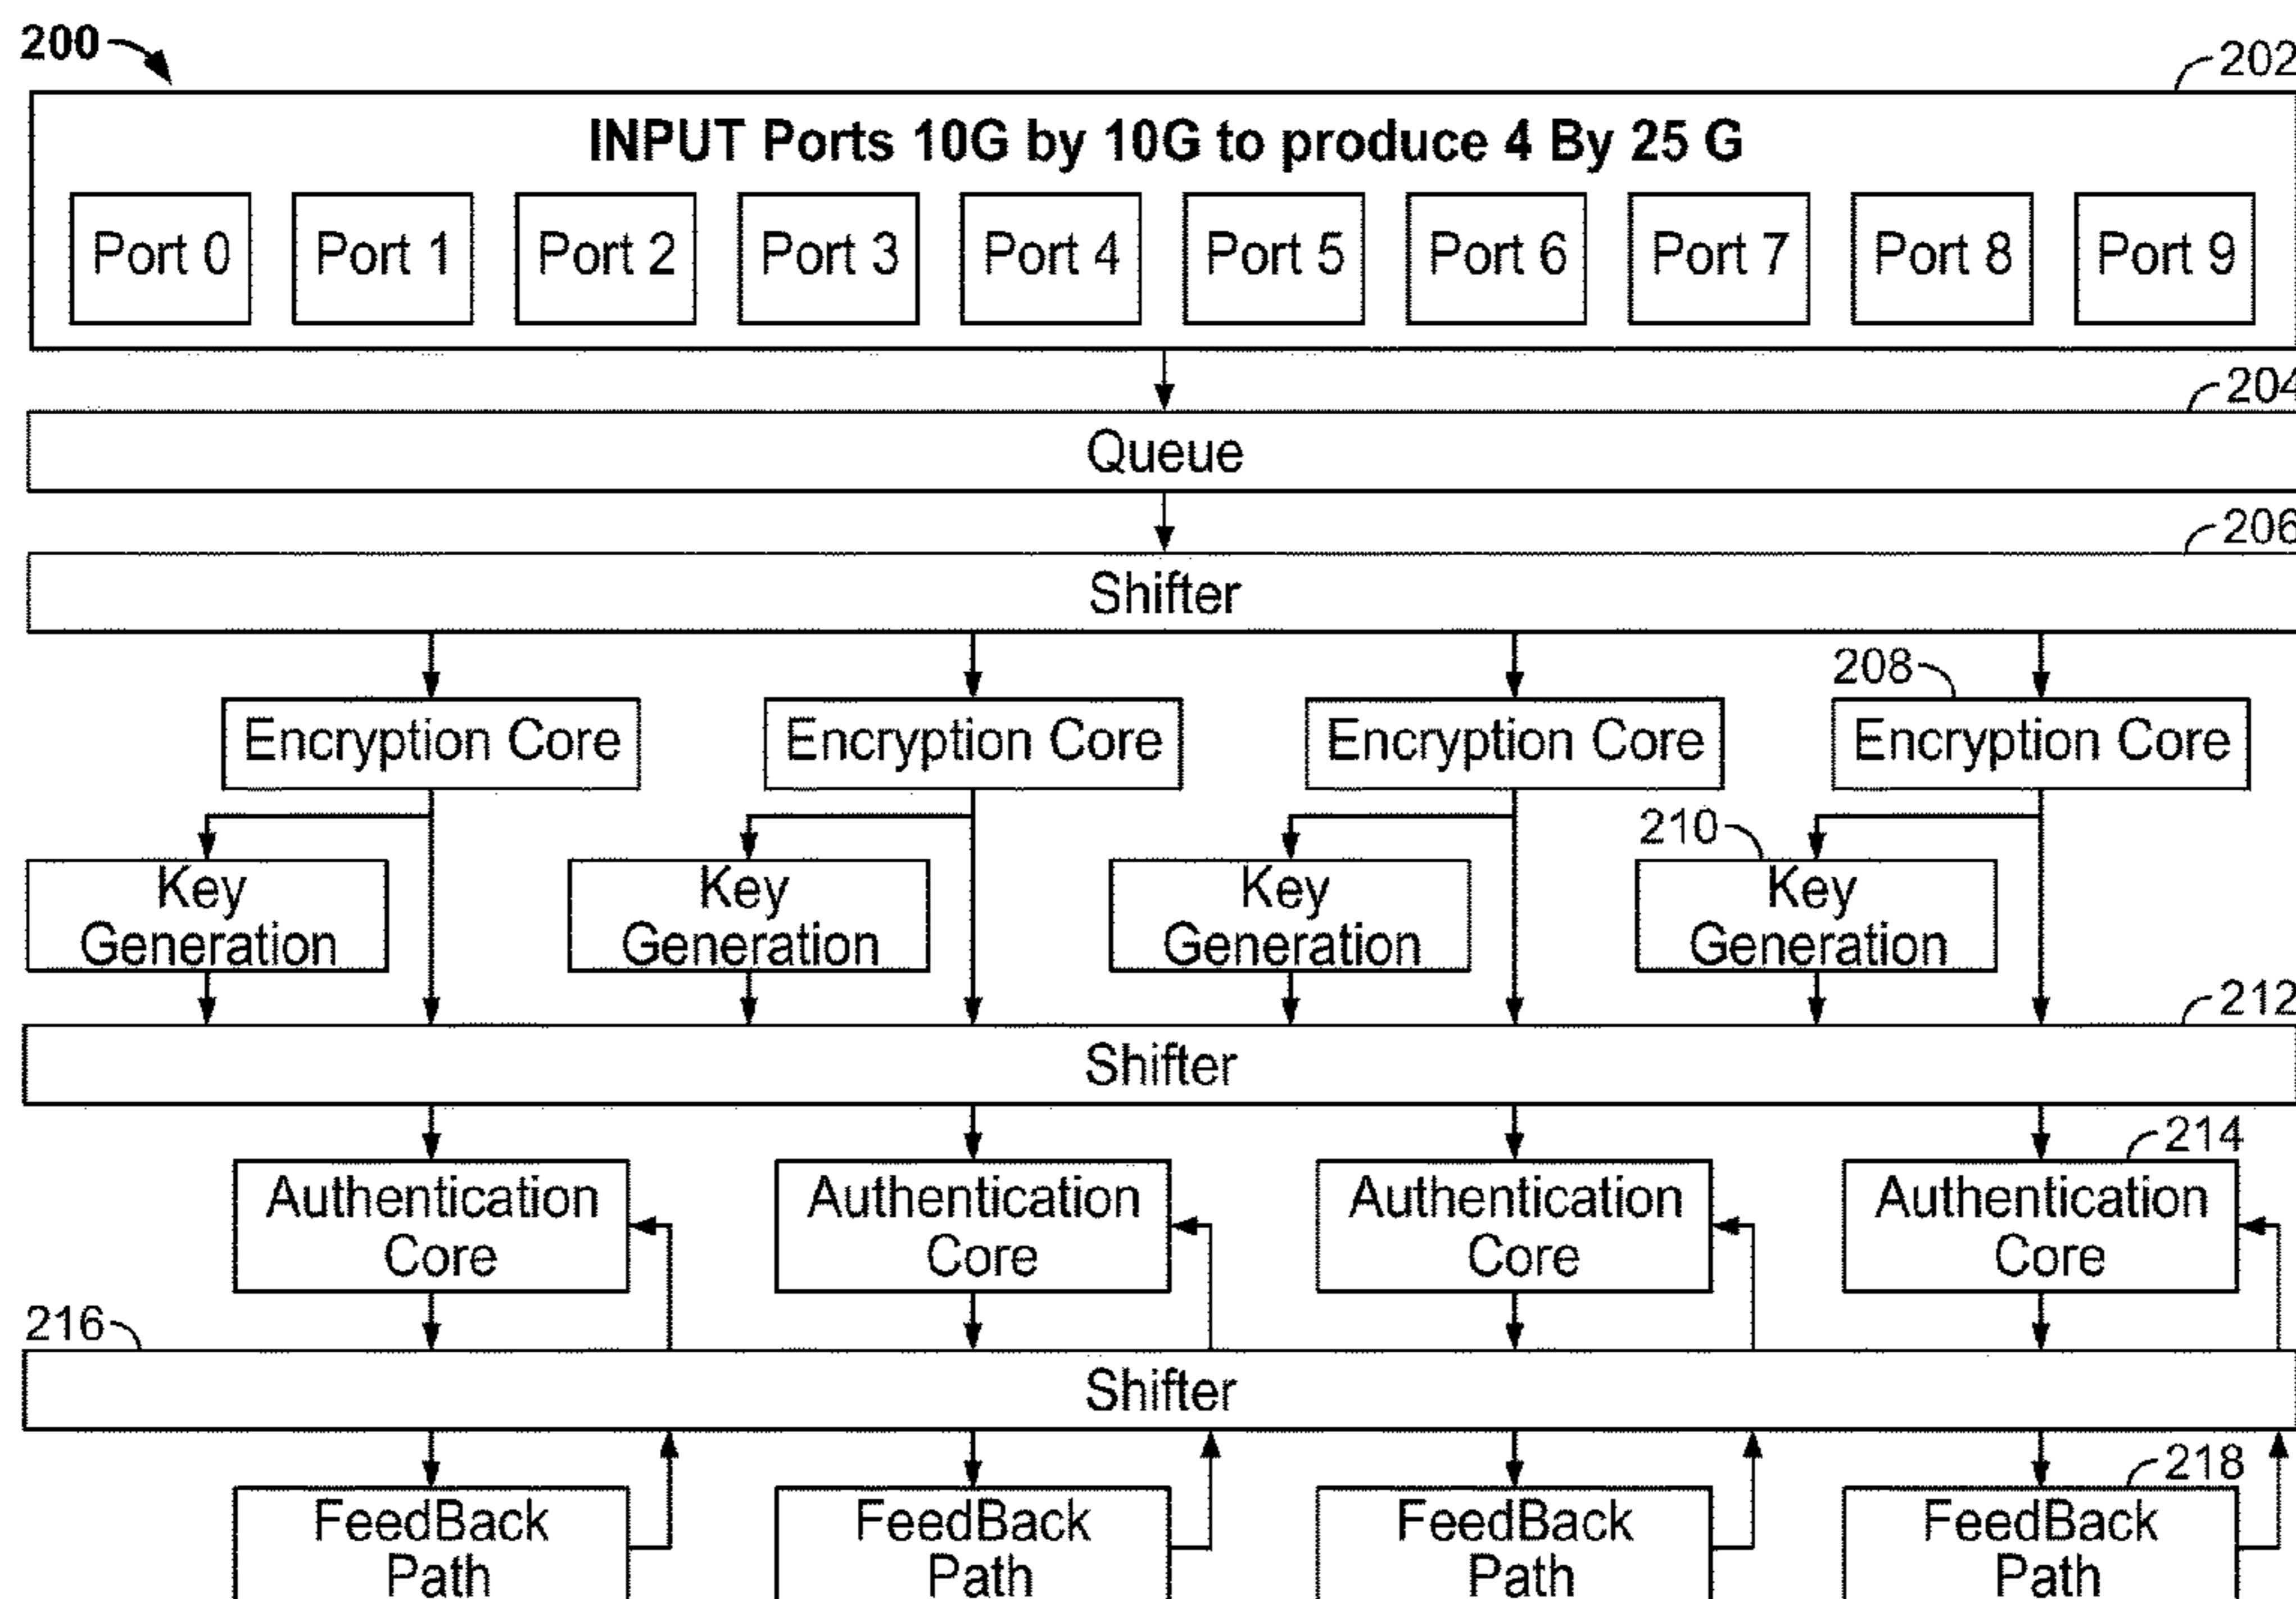 200
202
INPUT Ports 10G by 10G to produce 4 By 25 G
Port 0 Port 1 Port 2 Port 3 Port 4 Port 5 Port 6 Port 7 Port 8 Port 9
204
Queue
206
Shifter
208
Encryption Core Encryption Core Encryption Core Encryption Core
210
Key Key Key Key
Generation Generation Generation Generation
212
Shifter
214
Authentication Authentication Authentication Authentication
Core Core Core Core
216
Shifter
218
FeedBack FeedBack FeedBack FeedBack
Path Path Path Path